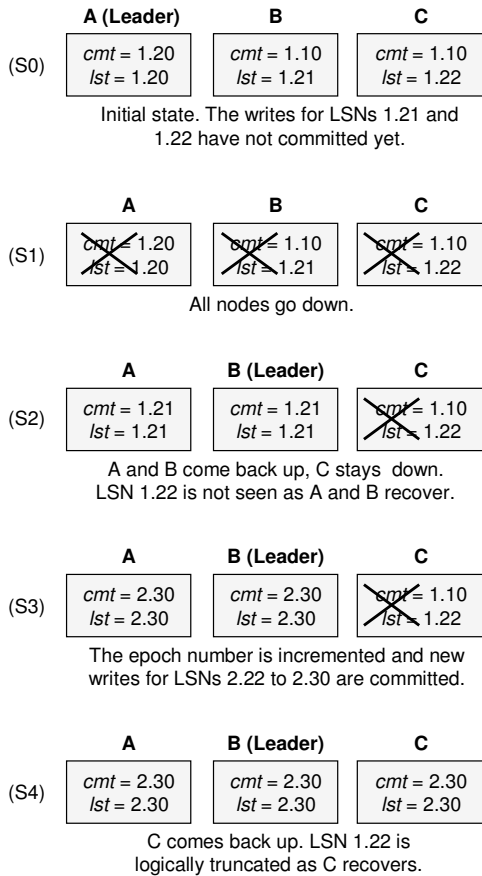 A (Leader) B C
(S0) cmt = 1.20 cmt = 1.10 cmt = 1.10
lst = 1.20 lst = 1.21 lst = 1.22
Initial state. The writes for LSNs 1.21 and
1.22 have not committed yet.
A B C
(S1) cmt = 1.20 cmt = 1.10 cmt = 1.10
lst = 1.20 lst = 1.21 lst = 1.22
All nodes go down.
A B (Leader) C
(S2) cmt = 1.21 cmt = 1.21 cmt = 1.10
lst = 1.21 lst = 1.21 lst = 1.22
A and B come back up, C stays down.
LSN 1.22 is not seen as A and B recover.
A B (Leader) C
(S3) cmt = 2.30 cmt = 2.30 cmt = 1.10
lst = 2.30 lst = 2.30 lst = 1.22
The epoch number is incremented and new
writes for LSNs 2.22 to 2.30 are committed.
A B (Leader) C
(S4) cmt = 2.30 cmt = 2.30 cmt = 2.30
lst = 2.30 lst = 2.30 lst = 2.30
C comes back up. LSN 1.22 is
logically truncated as C recovers.